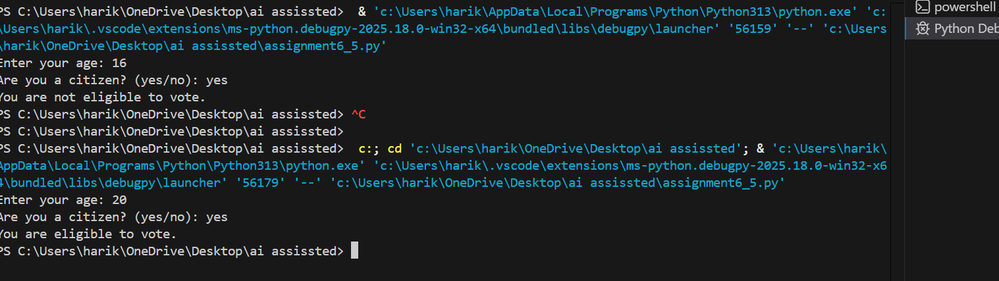 PS C:\Users\harik\OneDrive\Desktop\ai assissted>  & 'c:\Users\harik\AppData\Local\Programs\Python\Python313\python.exe' 'c:
\Users\harik\.vscode\extensions\ms-python.debugpy-2025.18.0-win32-x64\bundled\libs\debugpy\launcher' '56159' '--' 'c:\Users
\harik\OneDrive\Desktop\ai assissted\assignment6_5.py'
Enter your age: 16
Are you a citizen? (yes/no): yes
You are not eligible to vote.
PS C:\Users\harik\OneDrive\Desktop\ai assissted> ^C
PS C:\Users\harik\OneDrive\Desktop\ai assissted>
PS C:\Users\harik\OneDrive\Desktop\ai assissted>  c:; cd 'c:\Users\harik\OneDrive\Desktop\ai assissted'; & 'c:\Users\harik\
AppData\Local\Programs\Python\Python313\python.exe' 'c:\Users\harik\.vscode\extensions\ms-python.debugpy-2025.18.0-win32-x6
4\bundled\libs\debugpy\launcher' '56179' '--' 'c:\Users\harik\OneDrive\Desktop\ai assissted\assignment6_5.py'
Enter your age: 20
Are you a citizen? (yes/no): yes
You are eligible to vote.
PS C:\Users\harik\OneDrive\Desktop\ai assissted>
powershell
Python Deb